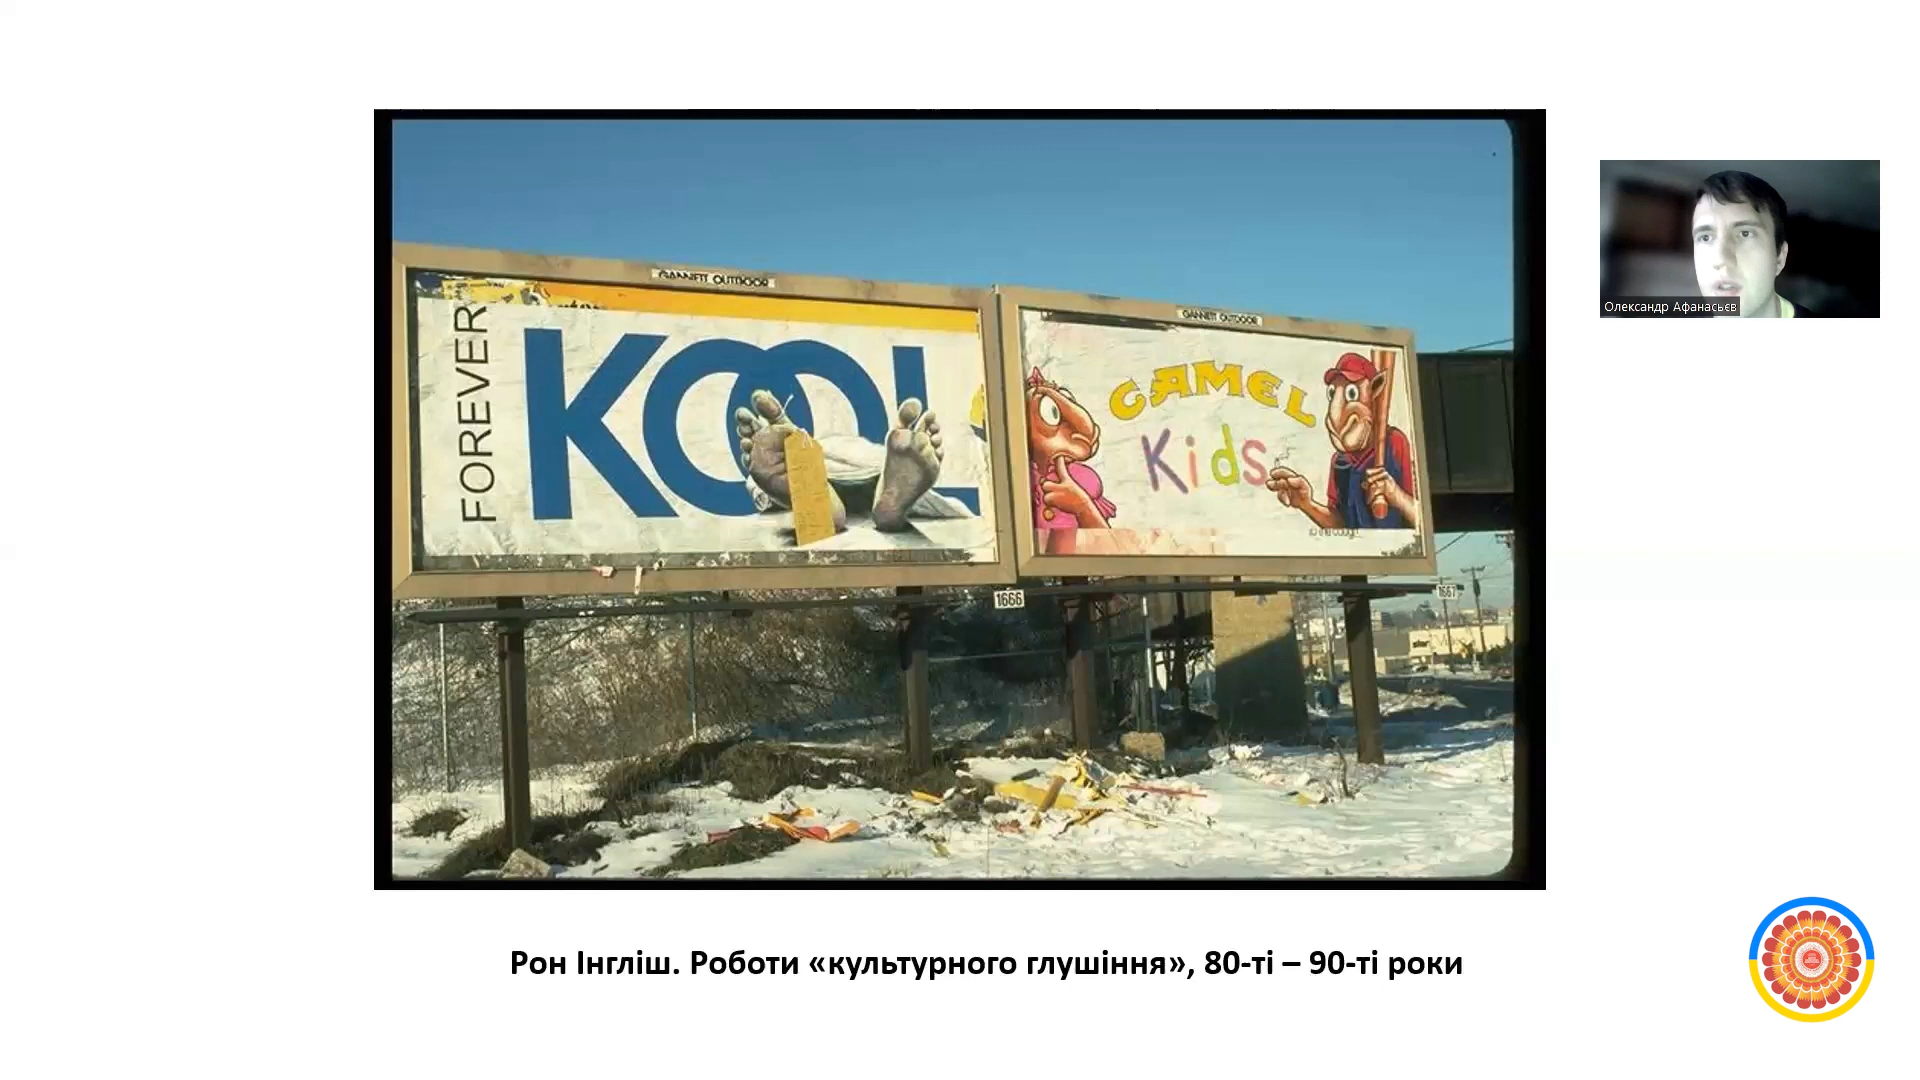 GANNETT OUTDOOR
FOREVER
KOOL
GANNETT OUTDOOR
CAMEL
Kids
1666
1667
Олександр Афанасьєв
Рон Інгліш. Роботи «культурного глушіння», 80-ті – 90-ті роки